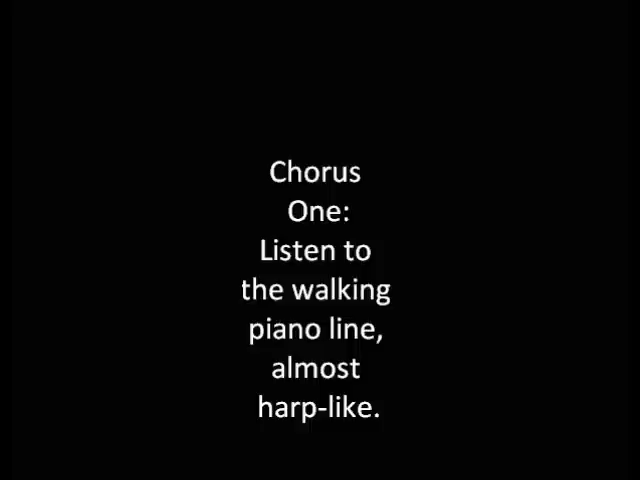 Chorus
One:
Listen to
the walking
piano line,
almost
harp-like.